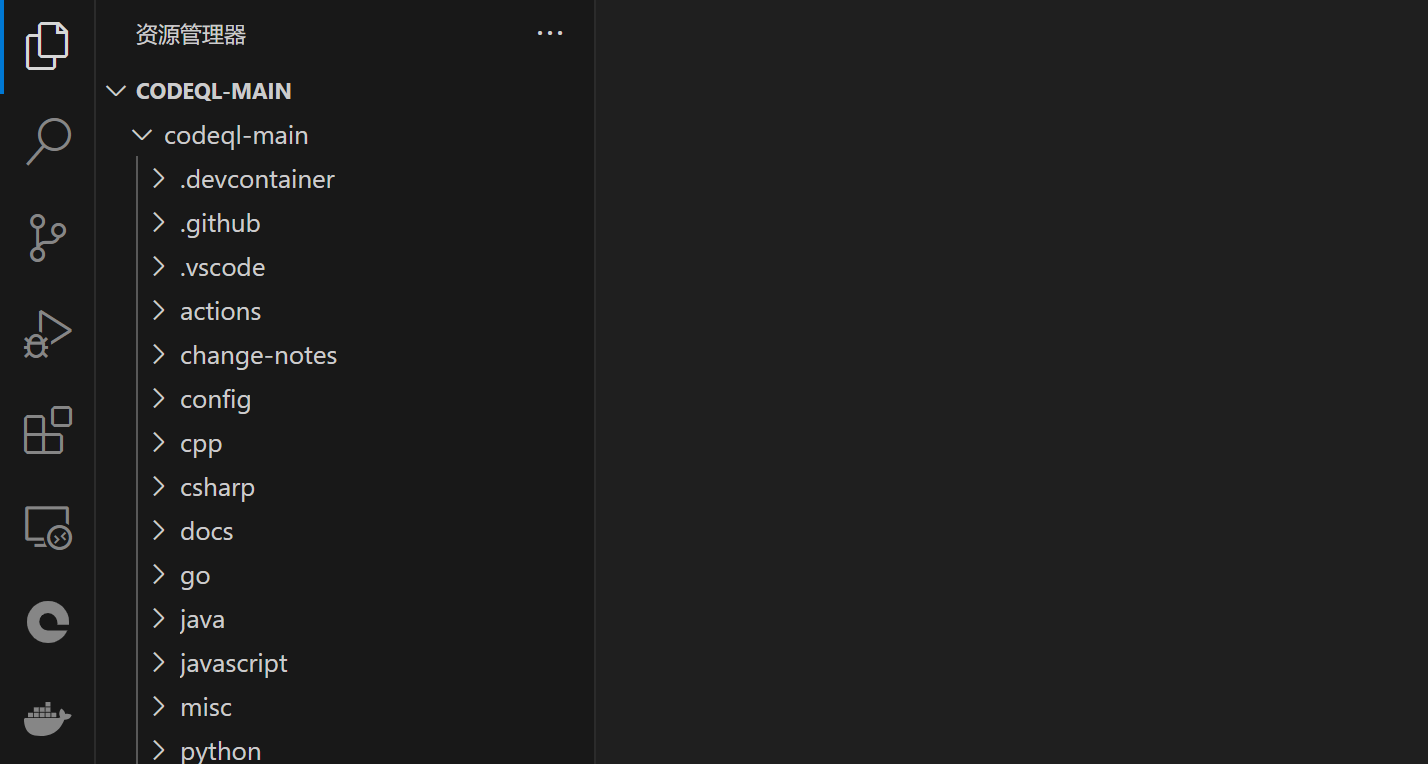 资源管理器
CODEQL-MAIN
codeql-main
.devcontainer
.github
.vscode
actions
change-notes
config
cpp
csharp
docs
go
java
javascript
misc
python